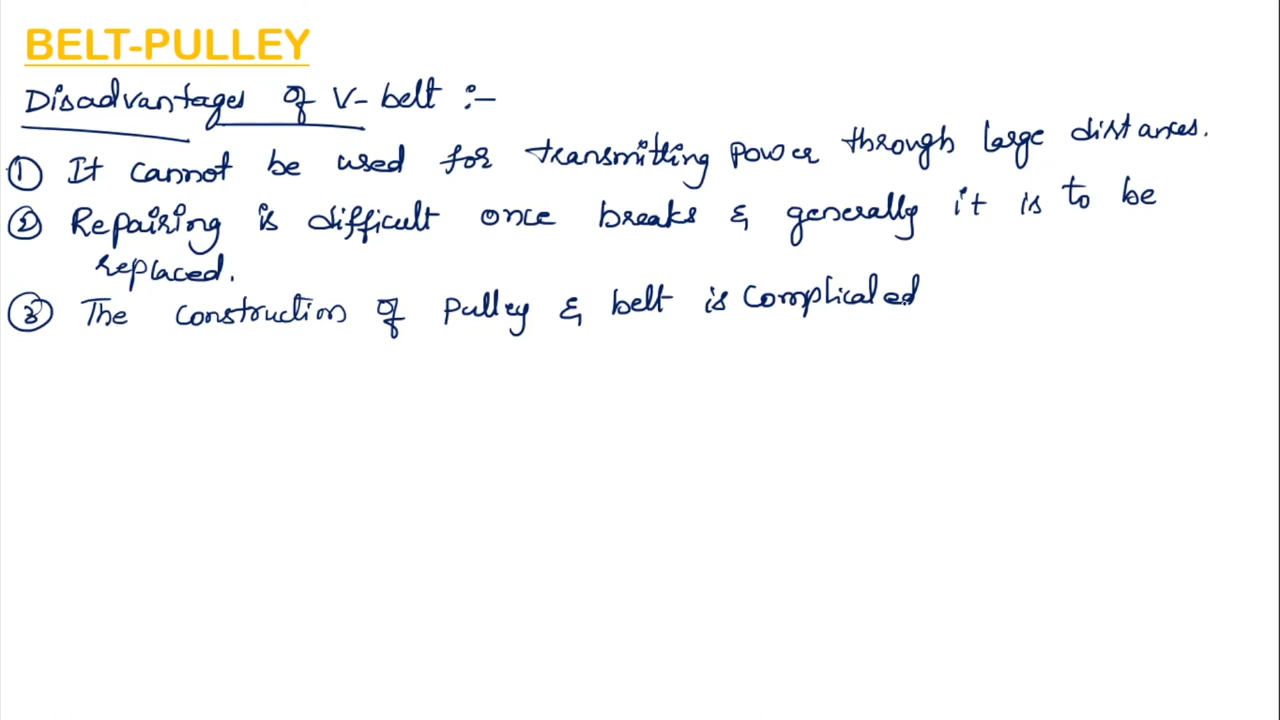 BELT-PULLEY
Disadvantages of V-belt :-
① It cannot be used for transmitting power through large distances.
② Repairing is difficult once breaks & generally it is to be
replaced.
③ The construction of pulley & belt is complicated